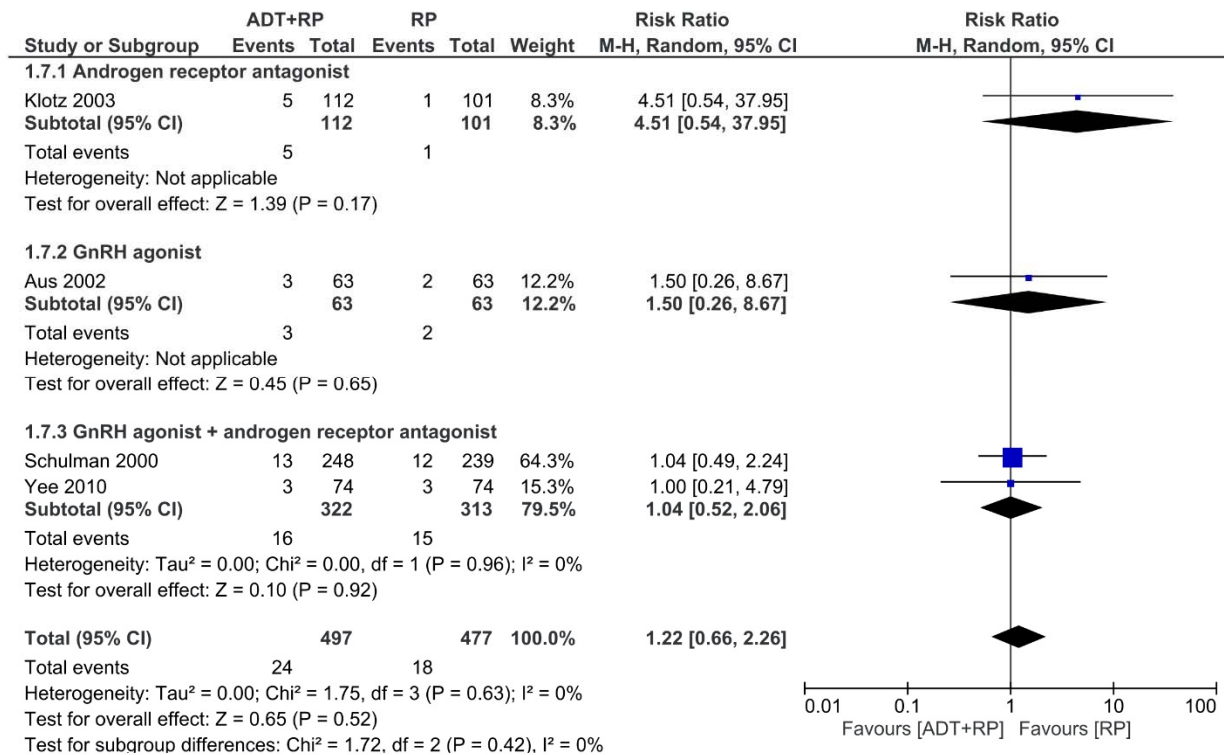 ADT+RP RP Risk Ratio Risk Ratio
Study or Subgroup Events Total Events Total Weight M-H, Random, 95% CI M-H, Random, 95% CI
1.7.1 Androgen receptor antagonist
Klotz 2003 5 112 1 101 8.3% 4.51 [0.54, 37.95]
Subtotal (95% CI) 112 101 8.3% 4.51 [0.54, 37.95]
Total events 5 1
Heterogeneity: Not applicable
Test for overall effect: Z = 1.39 (P = 0.17)
1.7.2 GnRH agonist
Aus 2002 3 63 2 63 12.2% 1.50 [0.26, 8.67]
Subtotal (95% CI) 63 63 12.2% 1.50 [0.26, 8.67]
Total events 3 2
Heterogeneity: Not applicable
Test for overall effect: Z = 0.45 (P = 0.65)
1.7.3 GnRH agonist + androgen receptor antagonist
Schulman 2000 13 248 12 239 64.3% 1.04 [0.49, 2.24]
Yee 2010 3 74 3 74 15.3% 1.00 [0.21, 4.79]
Subtotal (95% CI) 322 313 79.5% 1.04 [0.52, 2.06]
Total events 16 15
Heterogeneity: Tau² = 0.00; Chi² = 0.00, df = 1 (P = 0.96); I² = 0%
Test for overall effect: Z = 0.10 (P = 0.92)
Total (95% CI) 497 477 100.0% 1.22 [0.66, 2.26]
Total events 24 18
Heterogeneity: Tau² = 0.00; Chi² = 1.75, df = 3 (P = 0.63); I² = 0%
Test for overall effect: Z = 0.65 (P = 0.52)
Test for subgroup differences: Chi² = 1.72, df = 2 (P = 0.42), I² = 0%
0.01 0.1 1 10 100
Favours [ADT+RP] Favours [RP]